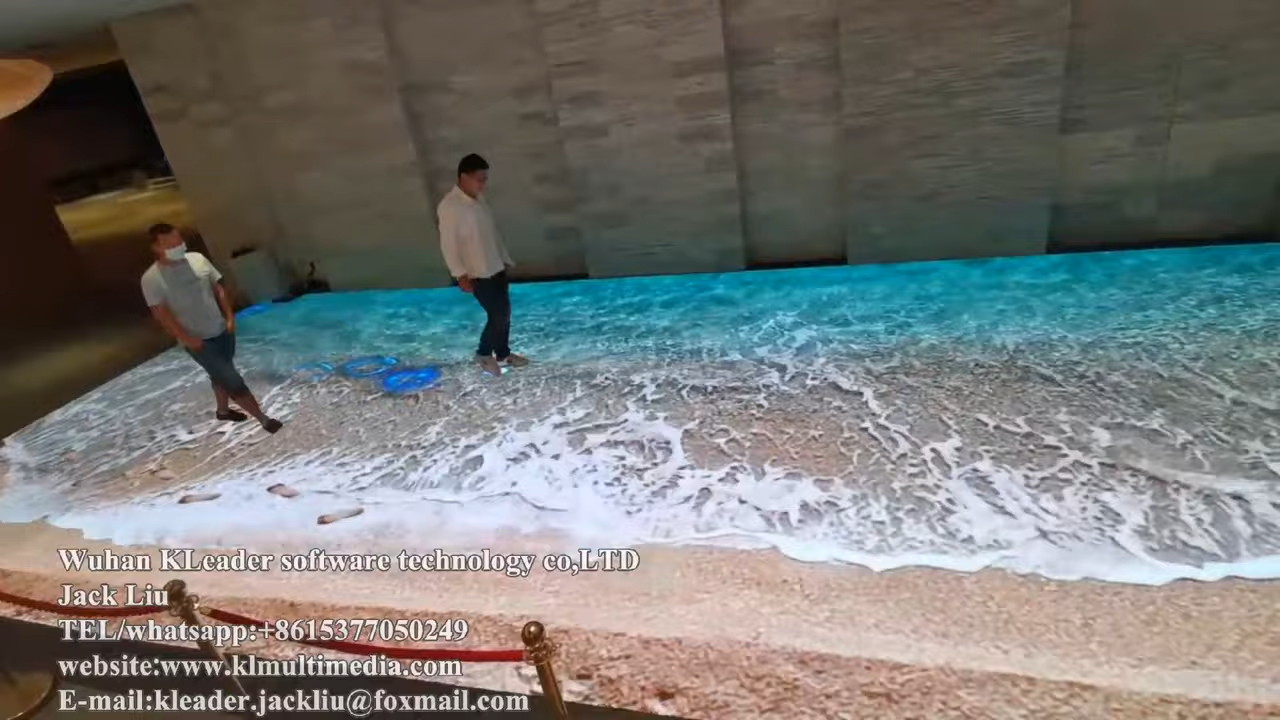 Wuhan KLeader software technology co,LTD
Jack Liu
TEL/whatsapp:+8615377050249
website:www.klmultimedia.com
E-mail:kleader.jackliu@foxmail.com